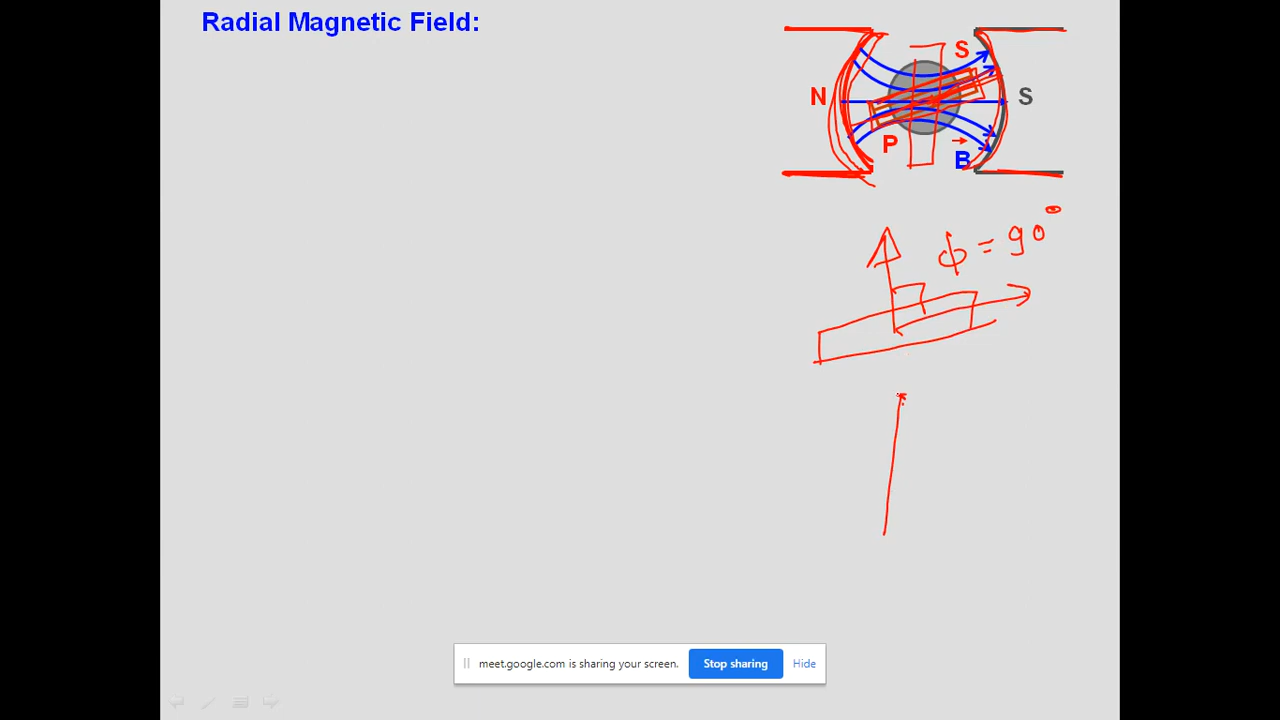 Radial Magnetic Field:
S
N
S
P
B
ϕ = 90°
meet.google.com is sharing your screen.
Stop sharing
Hide